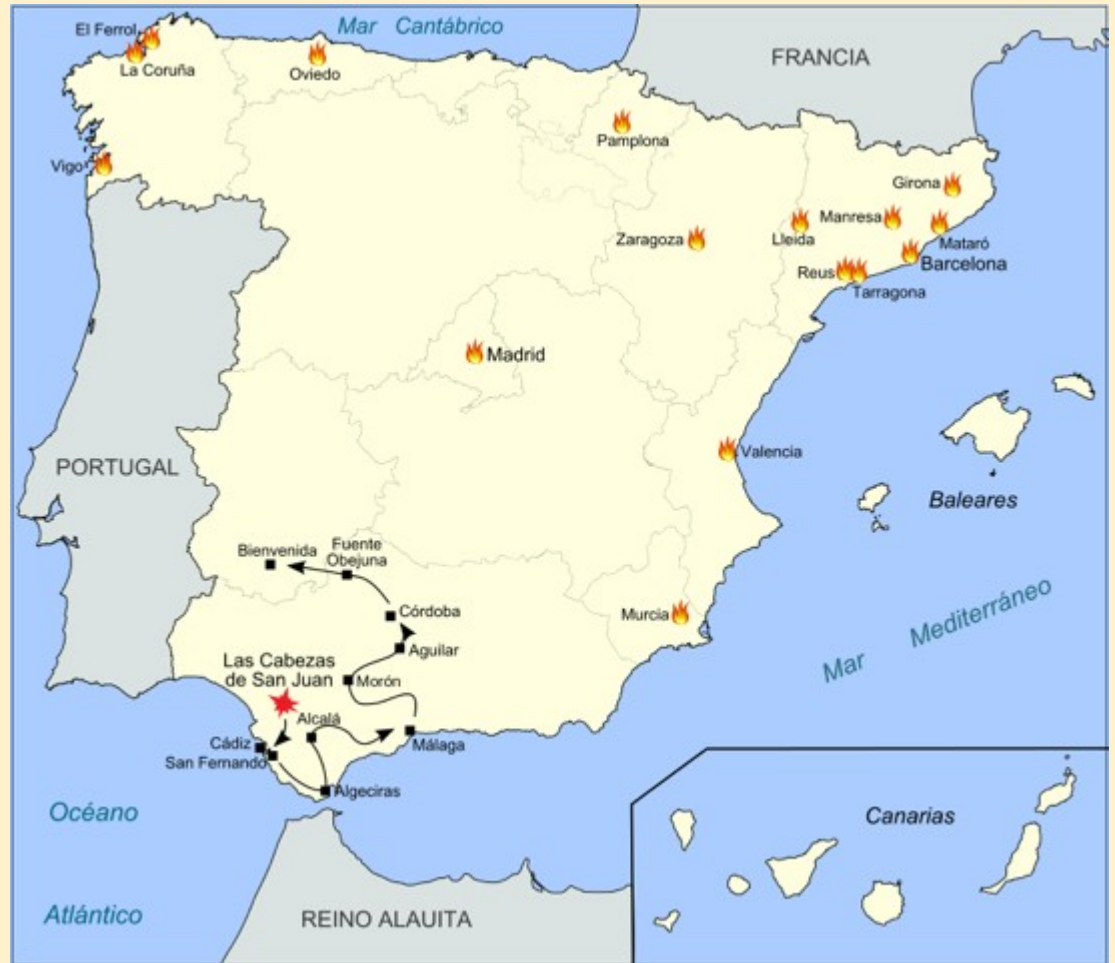 Mar Cantábrico
El Ferrol
La Coruña
Oviedo
FRANCIA
Pamplona
Vigo
Girona
Manresa
Lleida
Mataró
Zaragoza
Barcelona
Reus
Tarragona
Madrid
PORTUGAL
Valencia
Baleares
Bienvenida
Fuente
Obejuna
Córdoba
Murcia
Mar Mediterráneo
Aguilar
Las Cabezas
de San Juan
Morón
Alcalá
Cádiz
San Fernando
Málaga
Algeciras
Océano
Atlántico
Canarias
REINO ALAUITA